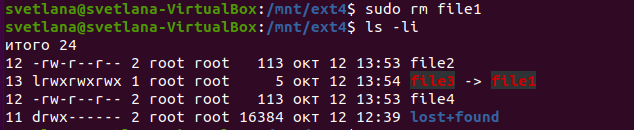 svetlana@svetlana-VirtualBox:/mnt/ext4$ sudo rm file1
svetlana@svetlana-VirtualBox:/mnt/ext4$ ls -li
итого 24
12 -rw-r--r-- 2 root root   113 окт 12 13:53 file2
13 lrwxrwxrwx 1 root root     5 окт 12 13:54 file3 -> file1
12 -rw-r--r-- 2 root root   113 окт 12 13:53 file4
11 drwx------ 2 root root 16384 окт 12 12:39 lost+found